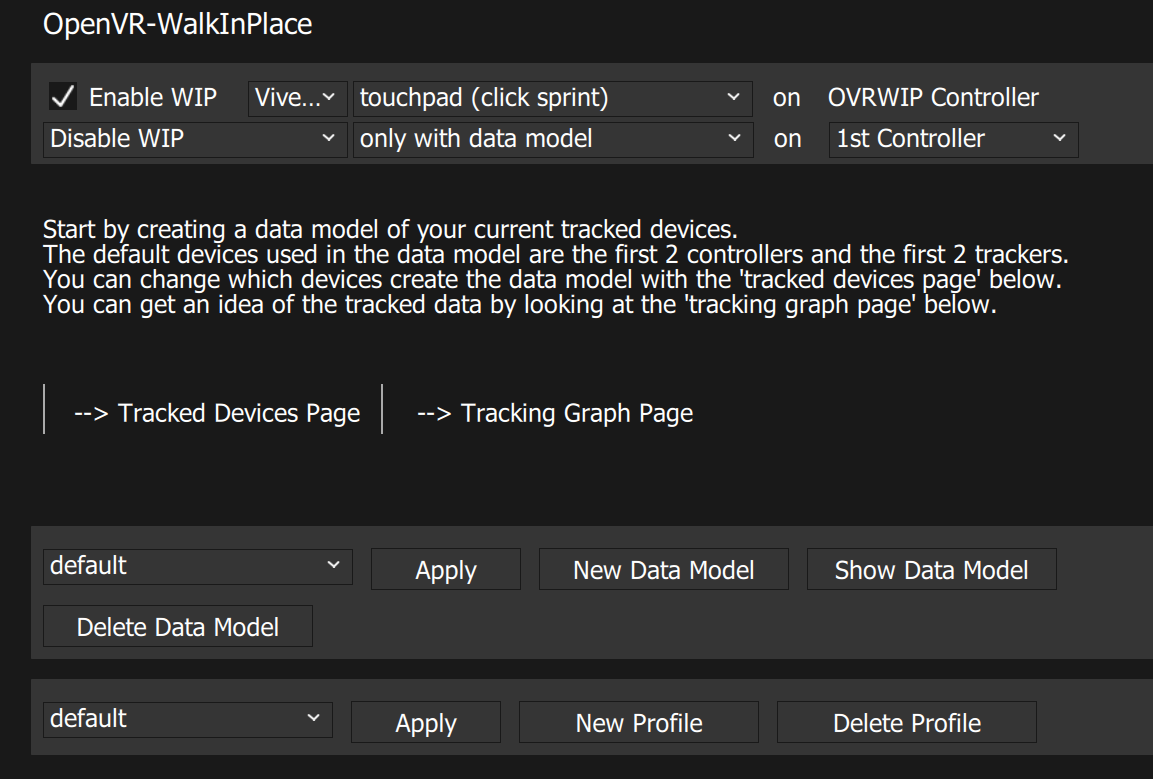 OpenVR-WalkInPlace
Enable WIP Vive... touchpad (click sprint) on OVRWIP Controller
Disable WIP only with data model on 1st Controller
Start by creating a data model of your current tracked devices.
The default devices used in the data model are the first 2 controllers and the first 2 trackers.
You can change which devices create the data model with the 'tracked devices page' below.
You can get an idea of the tracked data by looking at the 'tracking graph page' below.
--> Tracked Devices Page --> Tracking Graph Page
default Apply New Data Model Show Data Model
Delete Data Model
default Apply New Profile Delete Profile